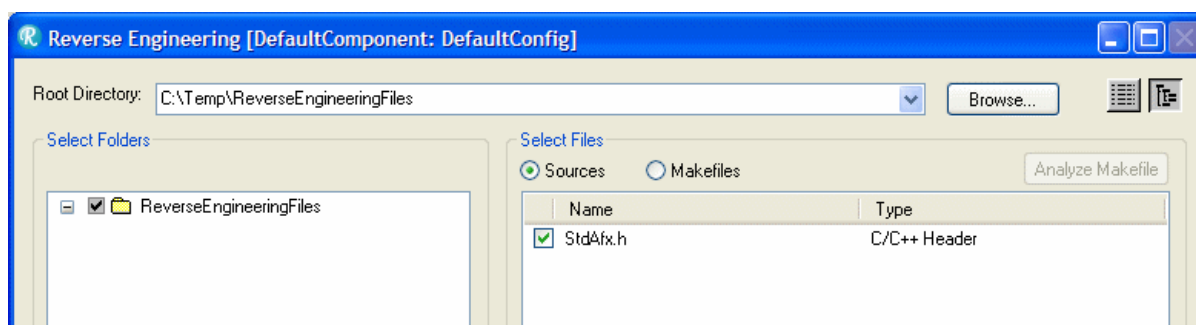 Reverse Engineering [DefaultComponent: DefaultConfig]
Root Directory: C:\Temp\ReverseEngineeringFiles Browse...
Select Folders
ReverseEngineeringFiles
Select Files
Sources Makefiles Analyze Makefile
Name Type
StdAfx.h C/C++ Header